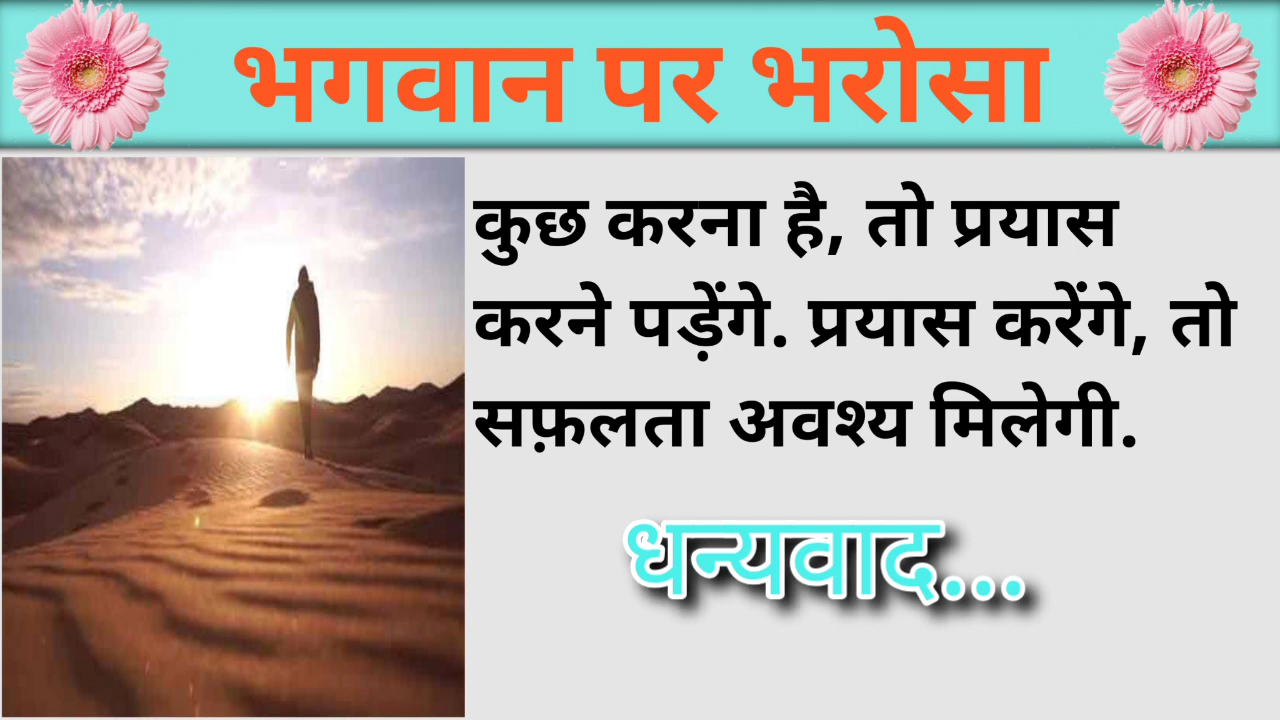 भगवान पर भरोसा
कुछ करना है, तो प्रयास
करने पड़ेंगे. प्रयास करेंगे, तो
सफ़लता अवश्य मिलेगी.
धन्यवाद...